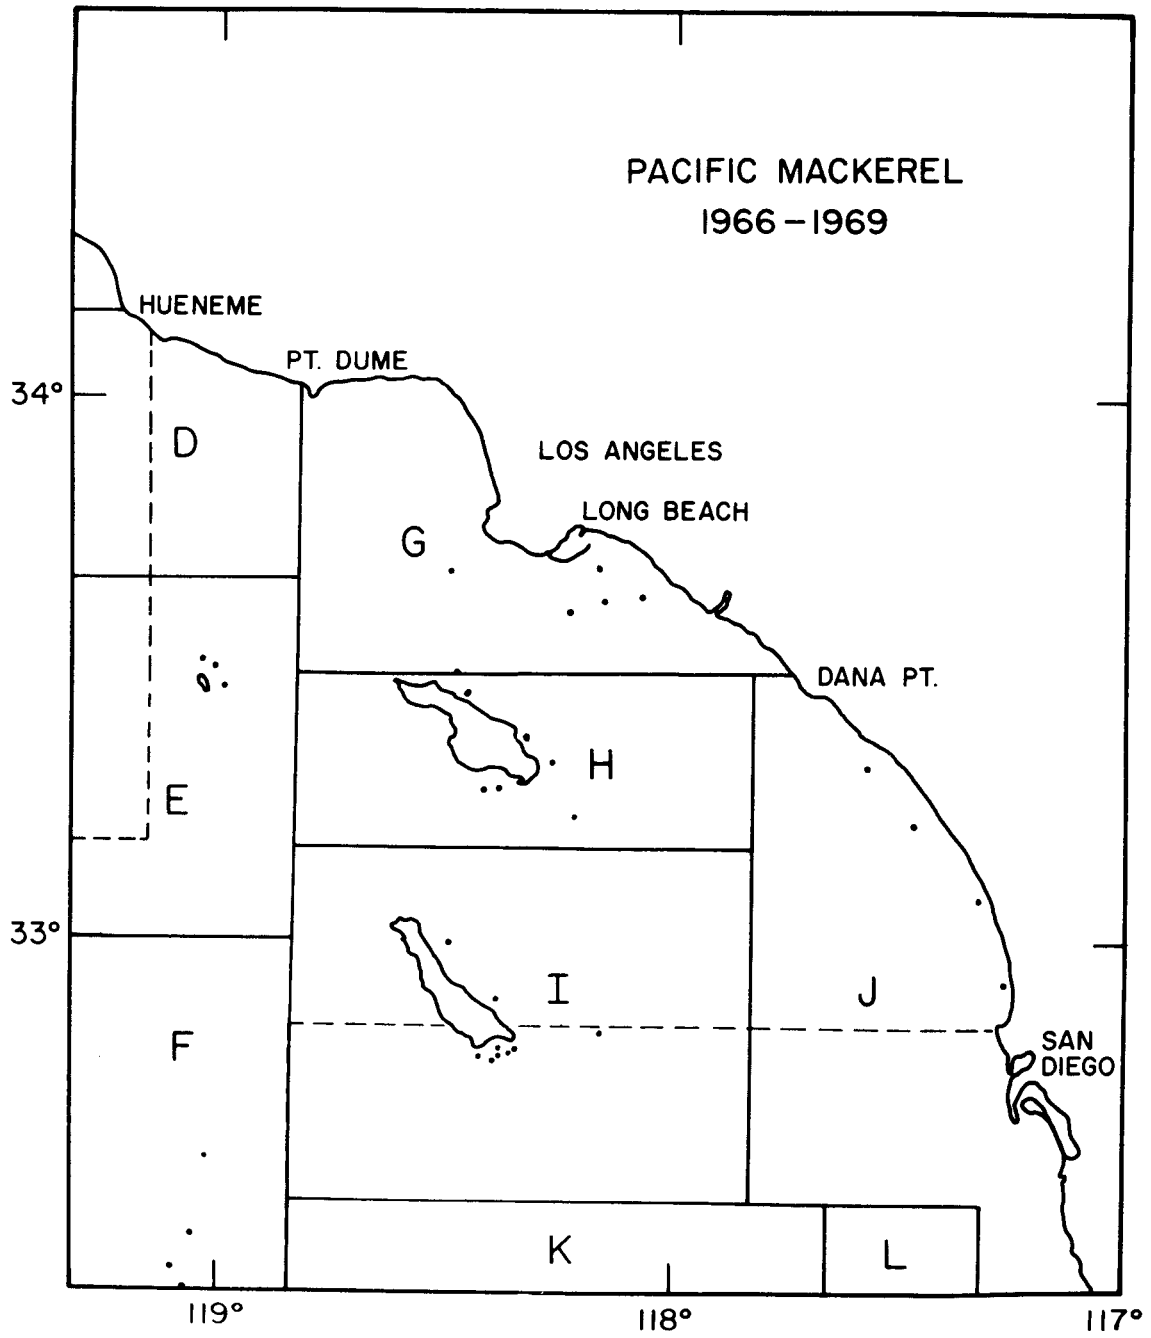 PACIFIC MACKEREL
1966–1969
HUENEME
PT. DUME
34°
D
LOS ANGELES
LONG BEACH
G
DANA PT.
H
E
33°
I
J
F
SAN
DIEGO
K
L
119°
118°
117°